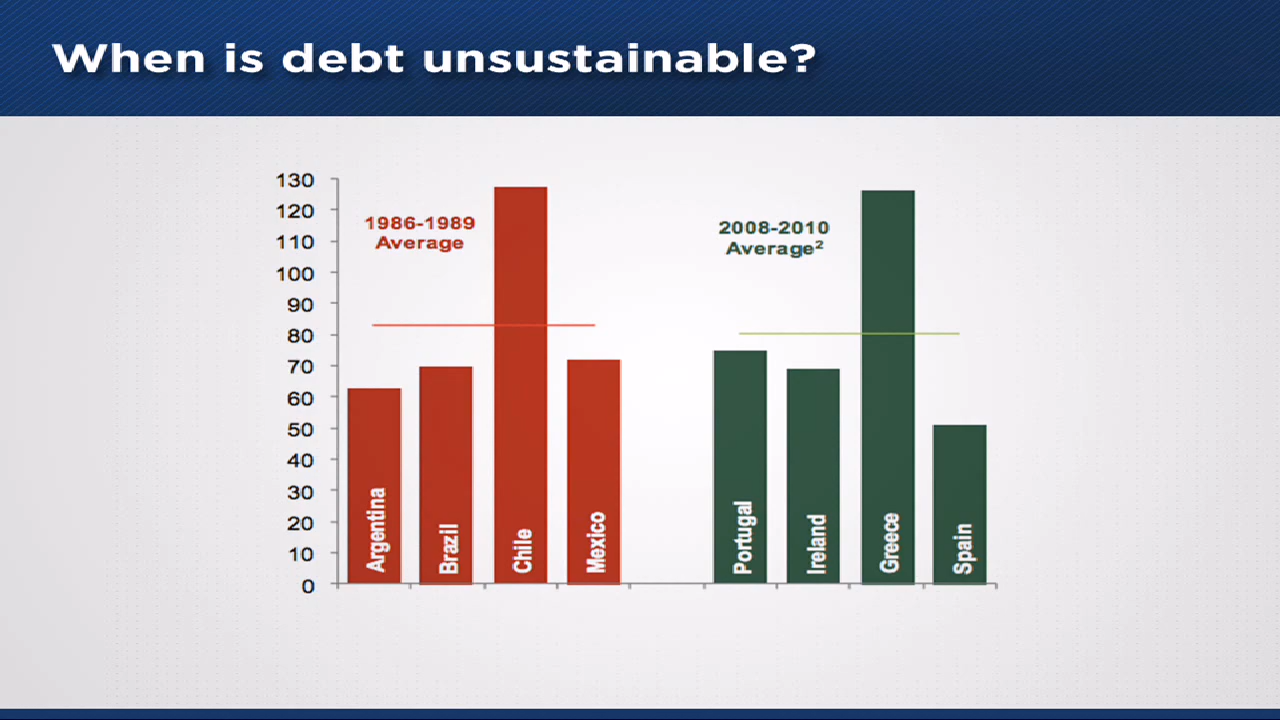 When is debt unsustainable?
130
120
110
100
90
80
70
60
50
40
30
20
10
0
1986-1989
Average
2008-2010
Average²
Argentina
Brazil
Chile
Mexico
Portugal
Ireland
Greece
Spain